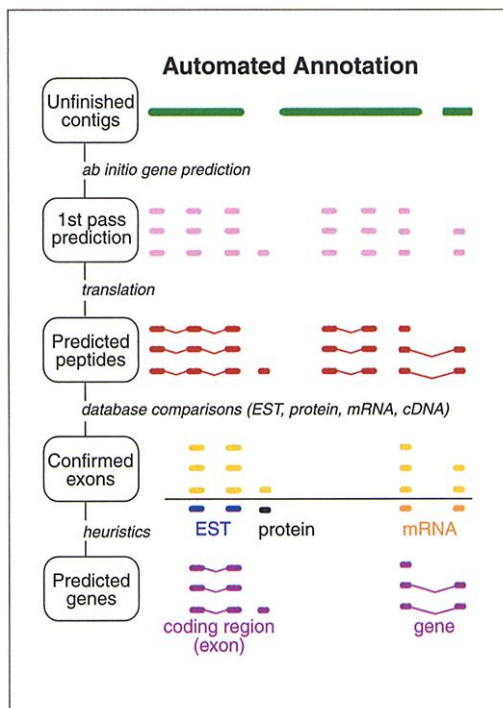 Automated Annotation
Unfinished
contigs
ab initio gene prediction
1st pass
prediction
translation
Predicted
peptides
database comparisons (EST, protein, mRNA, cDNA)
Confirmed
exons
EST protein mRNA
heuristics
Predicted
genes
coding region gene
(exon)